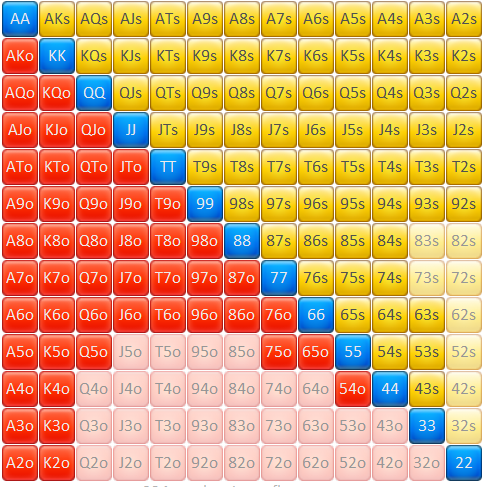 AA AKs AQs AJs ATs A9s A8s A7s A6s A5s A4s A3s A2s
AKo KK KQs KJs KTs K9s K8s K7s K6s K5s K4s K3s K2s
AQo KQo QQ QJs QTs Q9s Q8s Q7s Q6s Q5s Q4s Q3s Q2s
AJo KJo QJo JJ JTs J9s J8s J7s J6s J5s J4s J3s J2s
ATo KTo QTo JTo TT T9s T8s T7s T6s T5s T4s T3s T2s
A9o K9o Q9o J9o T9o 99 98s 97s 96s 95s 94s 93s 92s
A8o K8o Q8o J8o T8o 98o 88 87s 86s 85s 84s 83s 82s
A7o K7o Q7o J7o T7o 97o 87o 77 76s 75s 74s 73s 72s
A6o K6o Q6o J6o T6o 96o 86o 76o 66 65s 64s 63s 62s
A5o K5o Q5o J5o T5o 95o 85o 75o 65o 55 54s 53s 52s
A4o K4o Q4o J4o T4o 94o 84o 74o 64o 54o 44 43s 42s
A3o K3o Q3o J3o T3o 93o 83o 73o 63o 53o 43o 33 32s
A2o K2o Q2o J2o T2o 92o 82o 72o 62o 52o 42o 32o 22